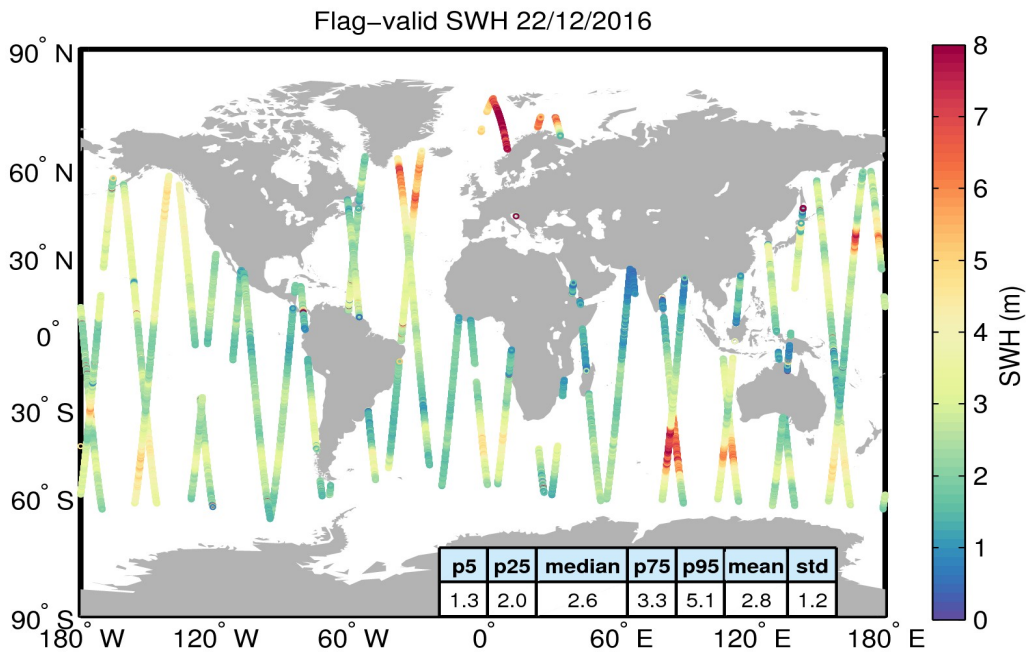 Flag−valid SWH 22/12/2016
90° N
60° N
30° N
0°
30° S
60° S
90° S
180° W
120° W
60° W
0°
60° E
120° E
180° E
p5 p25 median p75 p95 mean std
1.3 2.0 2.6 3.3 5.1 2.8 1.2
8
7
6
5
4
3
2
1
0
SWH (m)